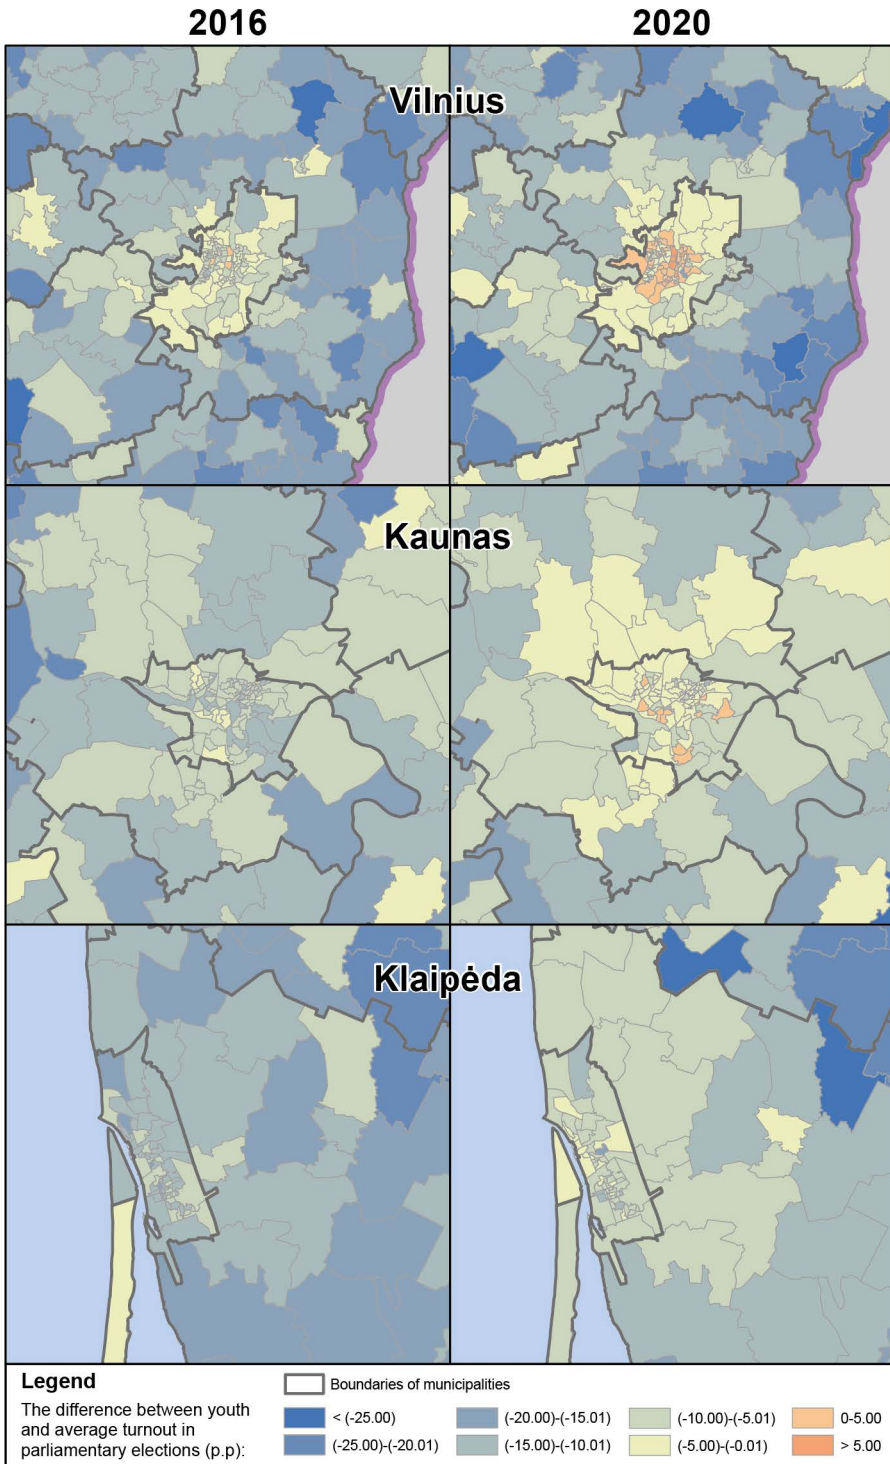 2016
2020
Vilnius
Kaunas
Klaipėda
Legend
The difference between youth
and average turnout in
parliamentary elections (p.p):
Boundaries of municipalities
< (-25.00)
(-25.00)-(-20.01)
(-20.00)-(-15.01)
(-15.00)-(-10.01)
(-10.00)-(-5.01)
(-5.00)-(-0.01)
0-5.00
> 5.00